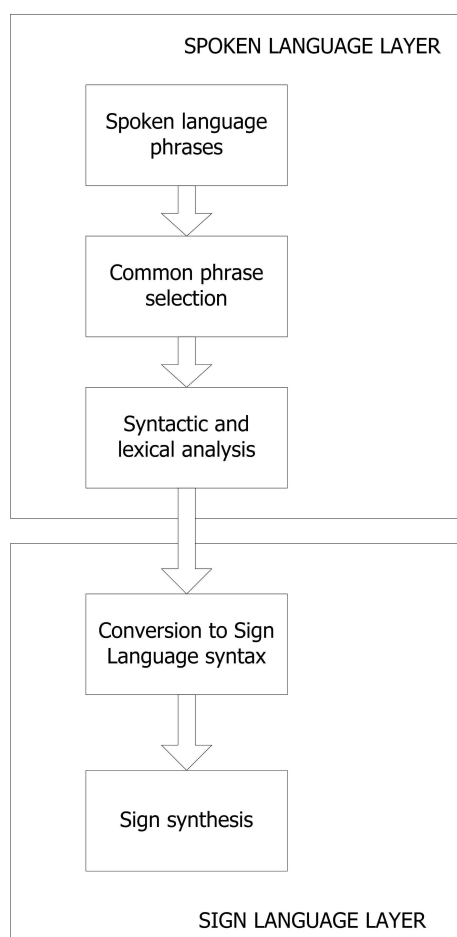 SPOKEN LANGUAGE LAYER
Spoken language
phrases
Common phrase
selection
Syntactic and
lexical analysis
Conversion to Sign
Language syntax
Sign synthesis
SIGN LANGUAGE LAYER